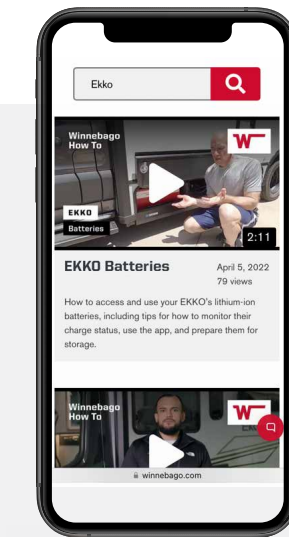 Ekko
Winnebago
How To
W
EKKO
Batteries
2:11
EKKO Batteries
April 5, 2022
79 views
How to access and use your EKKO's lithium-ion
batteries, including tips for how to monitor their
charge status, use the app, and prepare them for
storage.
Winnebago
How To
W
winnebago.com